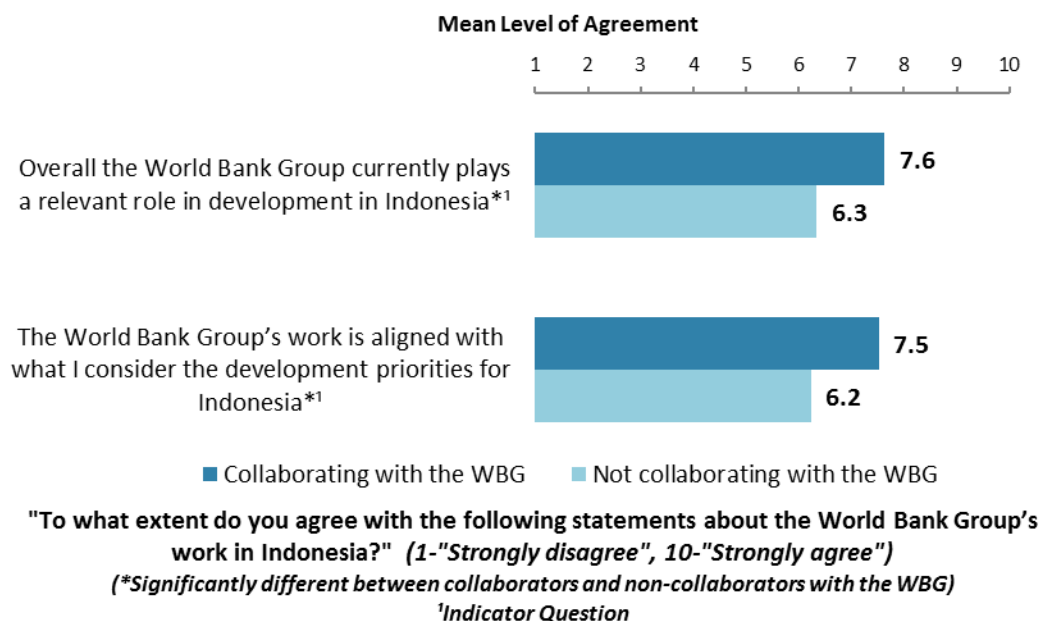 Mean Level of Agreement
1 2 3 4 5 6 7 8 9 10
Overall the World Bank Group currently plays
a relevant role in development in Indonesia*¹
7.6
6.3
The World Bank Group’s work is aligned with
what I consider the development priorities for
Indonesia*¹
7.5
6.2
Collaborating with the WBG Not collaborating with the WBG
"To what extent do you agree with the following statements about the World Bank Group’s
work in Indonesia?" (1-"Strongly disagree", 10-"Strongly agree")
(*Significantly different between collaborators and non-collaborators with the WBG)
¹Indicator Question